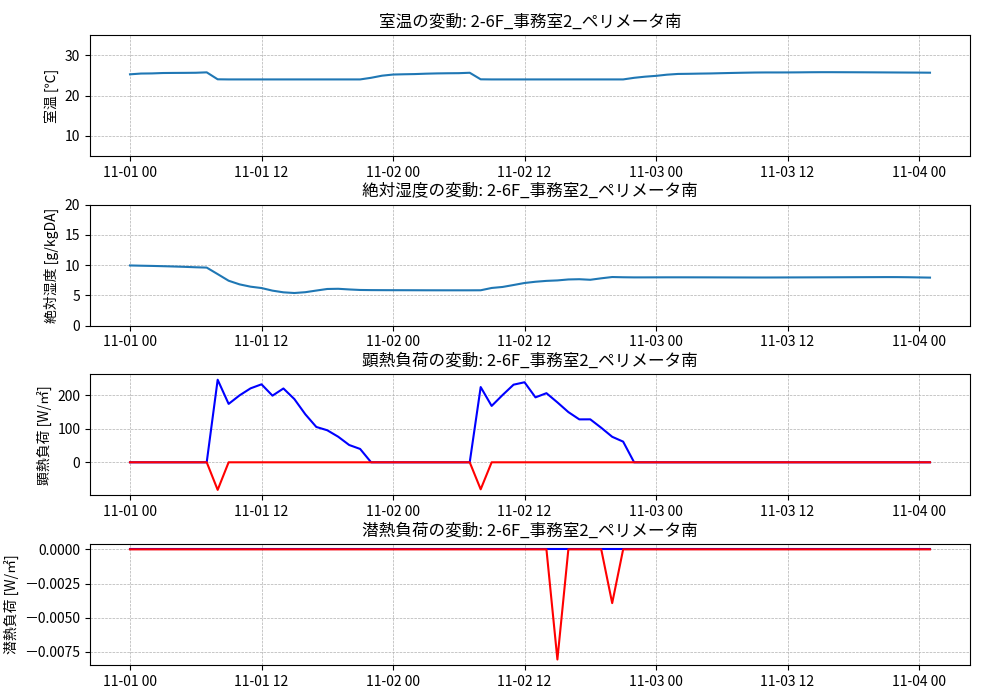 室温の変動: 2-6F_事務室2_ペリメータ南
室温 [℃]
30
20
10
11-01 00 11-01 12 11-02 00 11-02 12 11-03 00 11-03 12 11-04 00
絶対湿度の変動: 2-6F_事務室2_ペリメータ南
絶対湿度 [g/kgDA]
20
15
10
5
0
11-01 00 11-01 12 11-02 00 11-02 12 11-03 00 11-03 12 11-04 00
顕熱負荷の変動: 2-6F_事務室2_ペリメータ南
顕熱負荷 [W/㎡]
200
100
0
11-01 00 11-01 12 11-02 00 11-02 12 11-03 00 11-03 12 11-04 00
潜熱負荷の変動: 2-6F_事務室2_ペリメータ南
潜熱負荷 [W/㎡]
0.0000
−0.0025
−0.0050
−0.0075
11-01 00 11-01 12 11-02 00 11-02 12 11-03 00 11-03 12 11-04 00